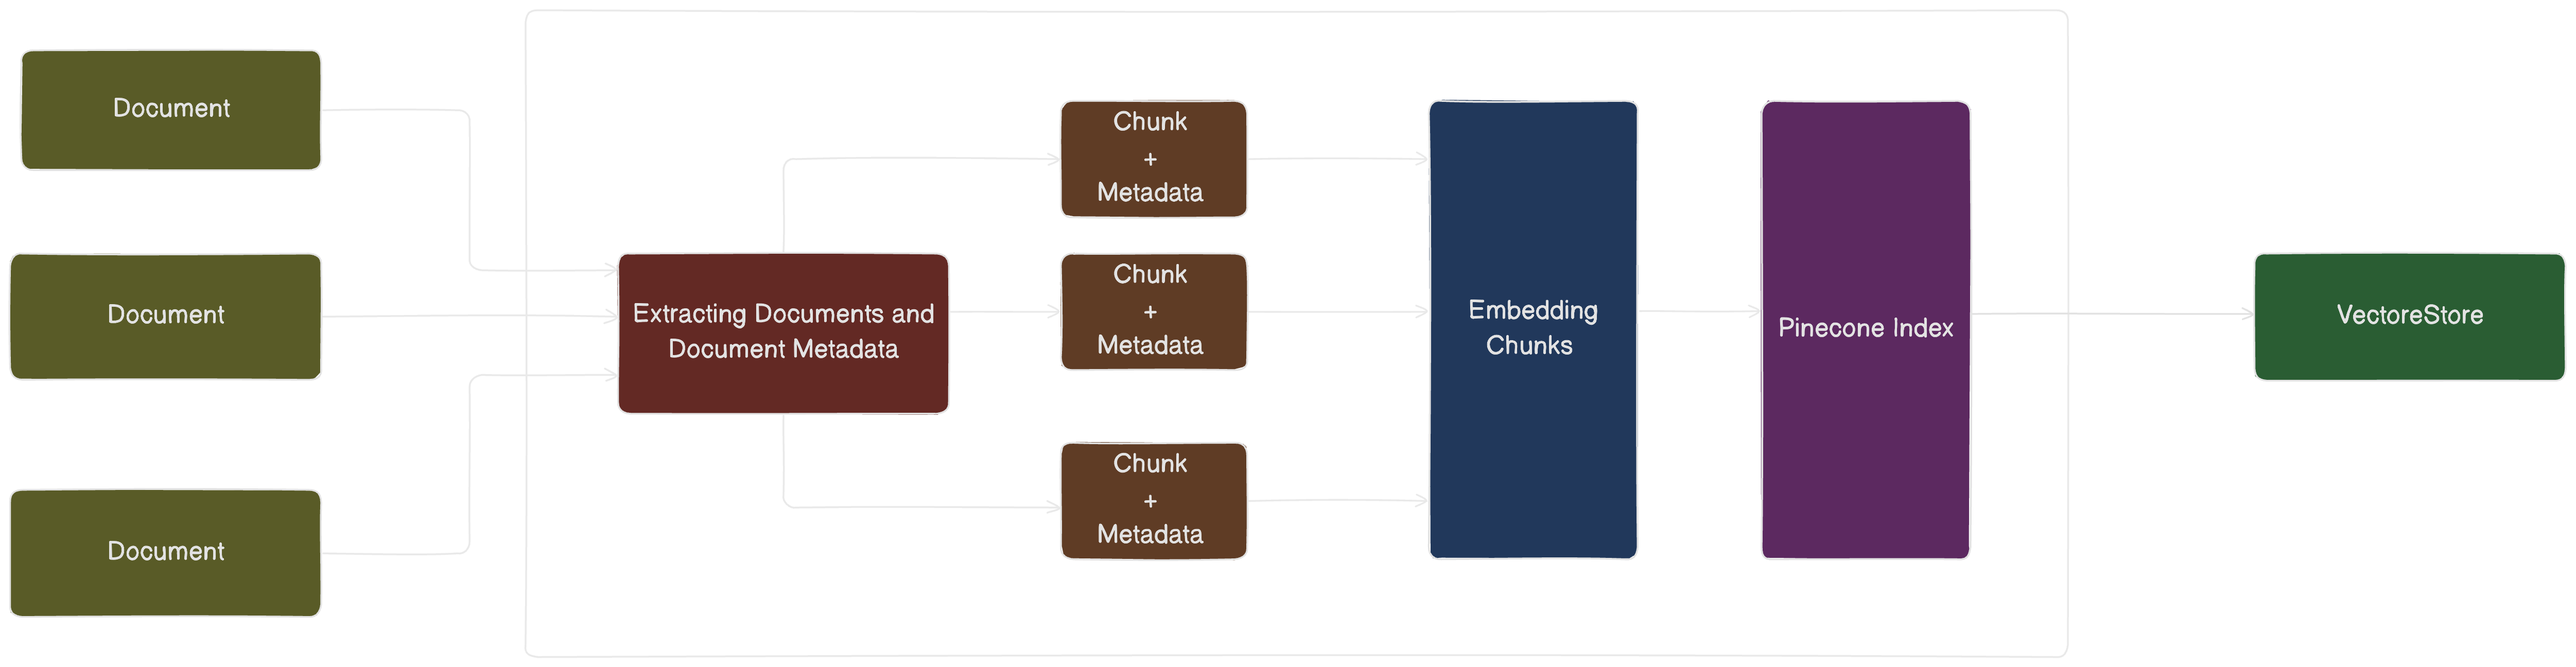 Document
Document
Document
Extracting Documents and
Document Metadata
Chunk
+
Metadata
Chunk
+
Metadata
Chunk
+
Metadata
Embedding
Chunks
Pinecone Index
VectoreStore